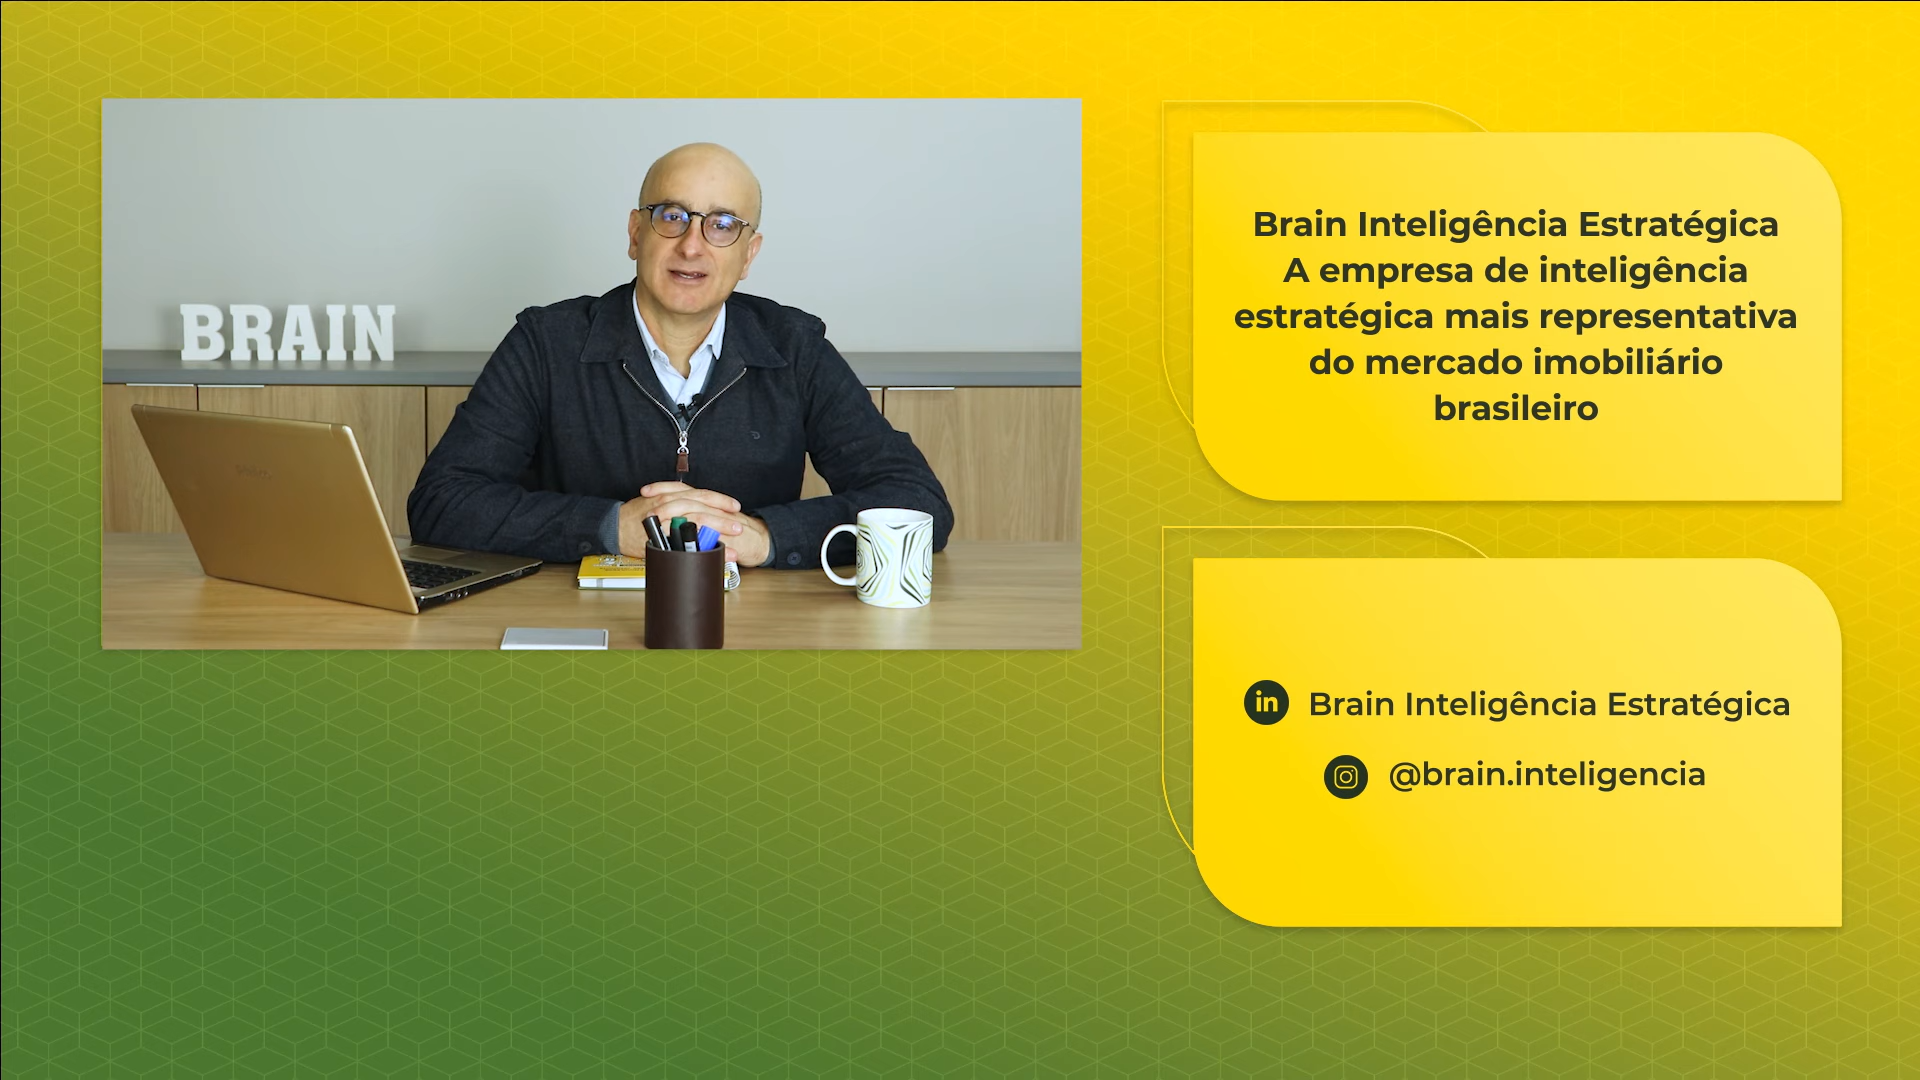 BRAIN
Brain Inteligência Estratégica
A empresa de inteligência
estratégica mais representativa
do mercado imobiliário
brasileiro
in Brain Inteligência Estratégica
@brain.inteligencia